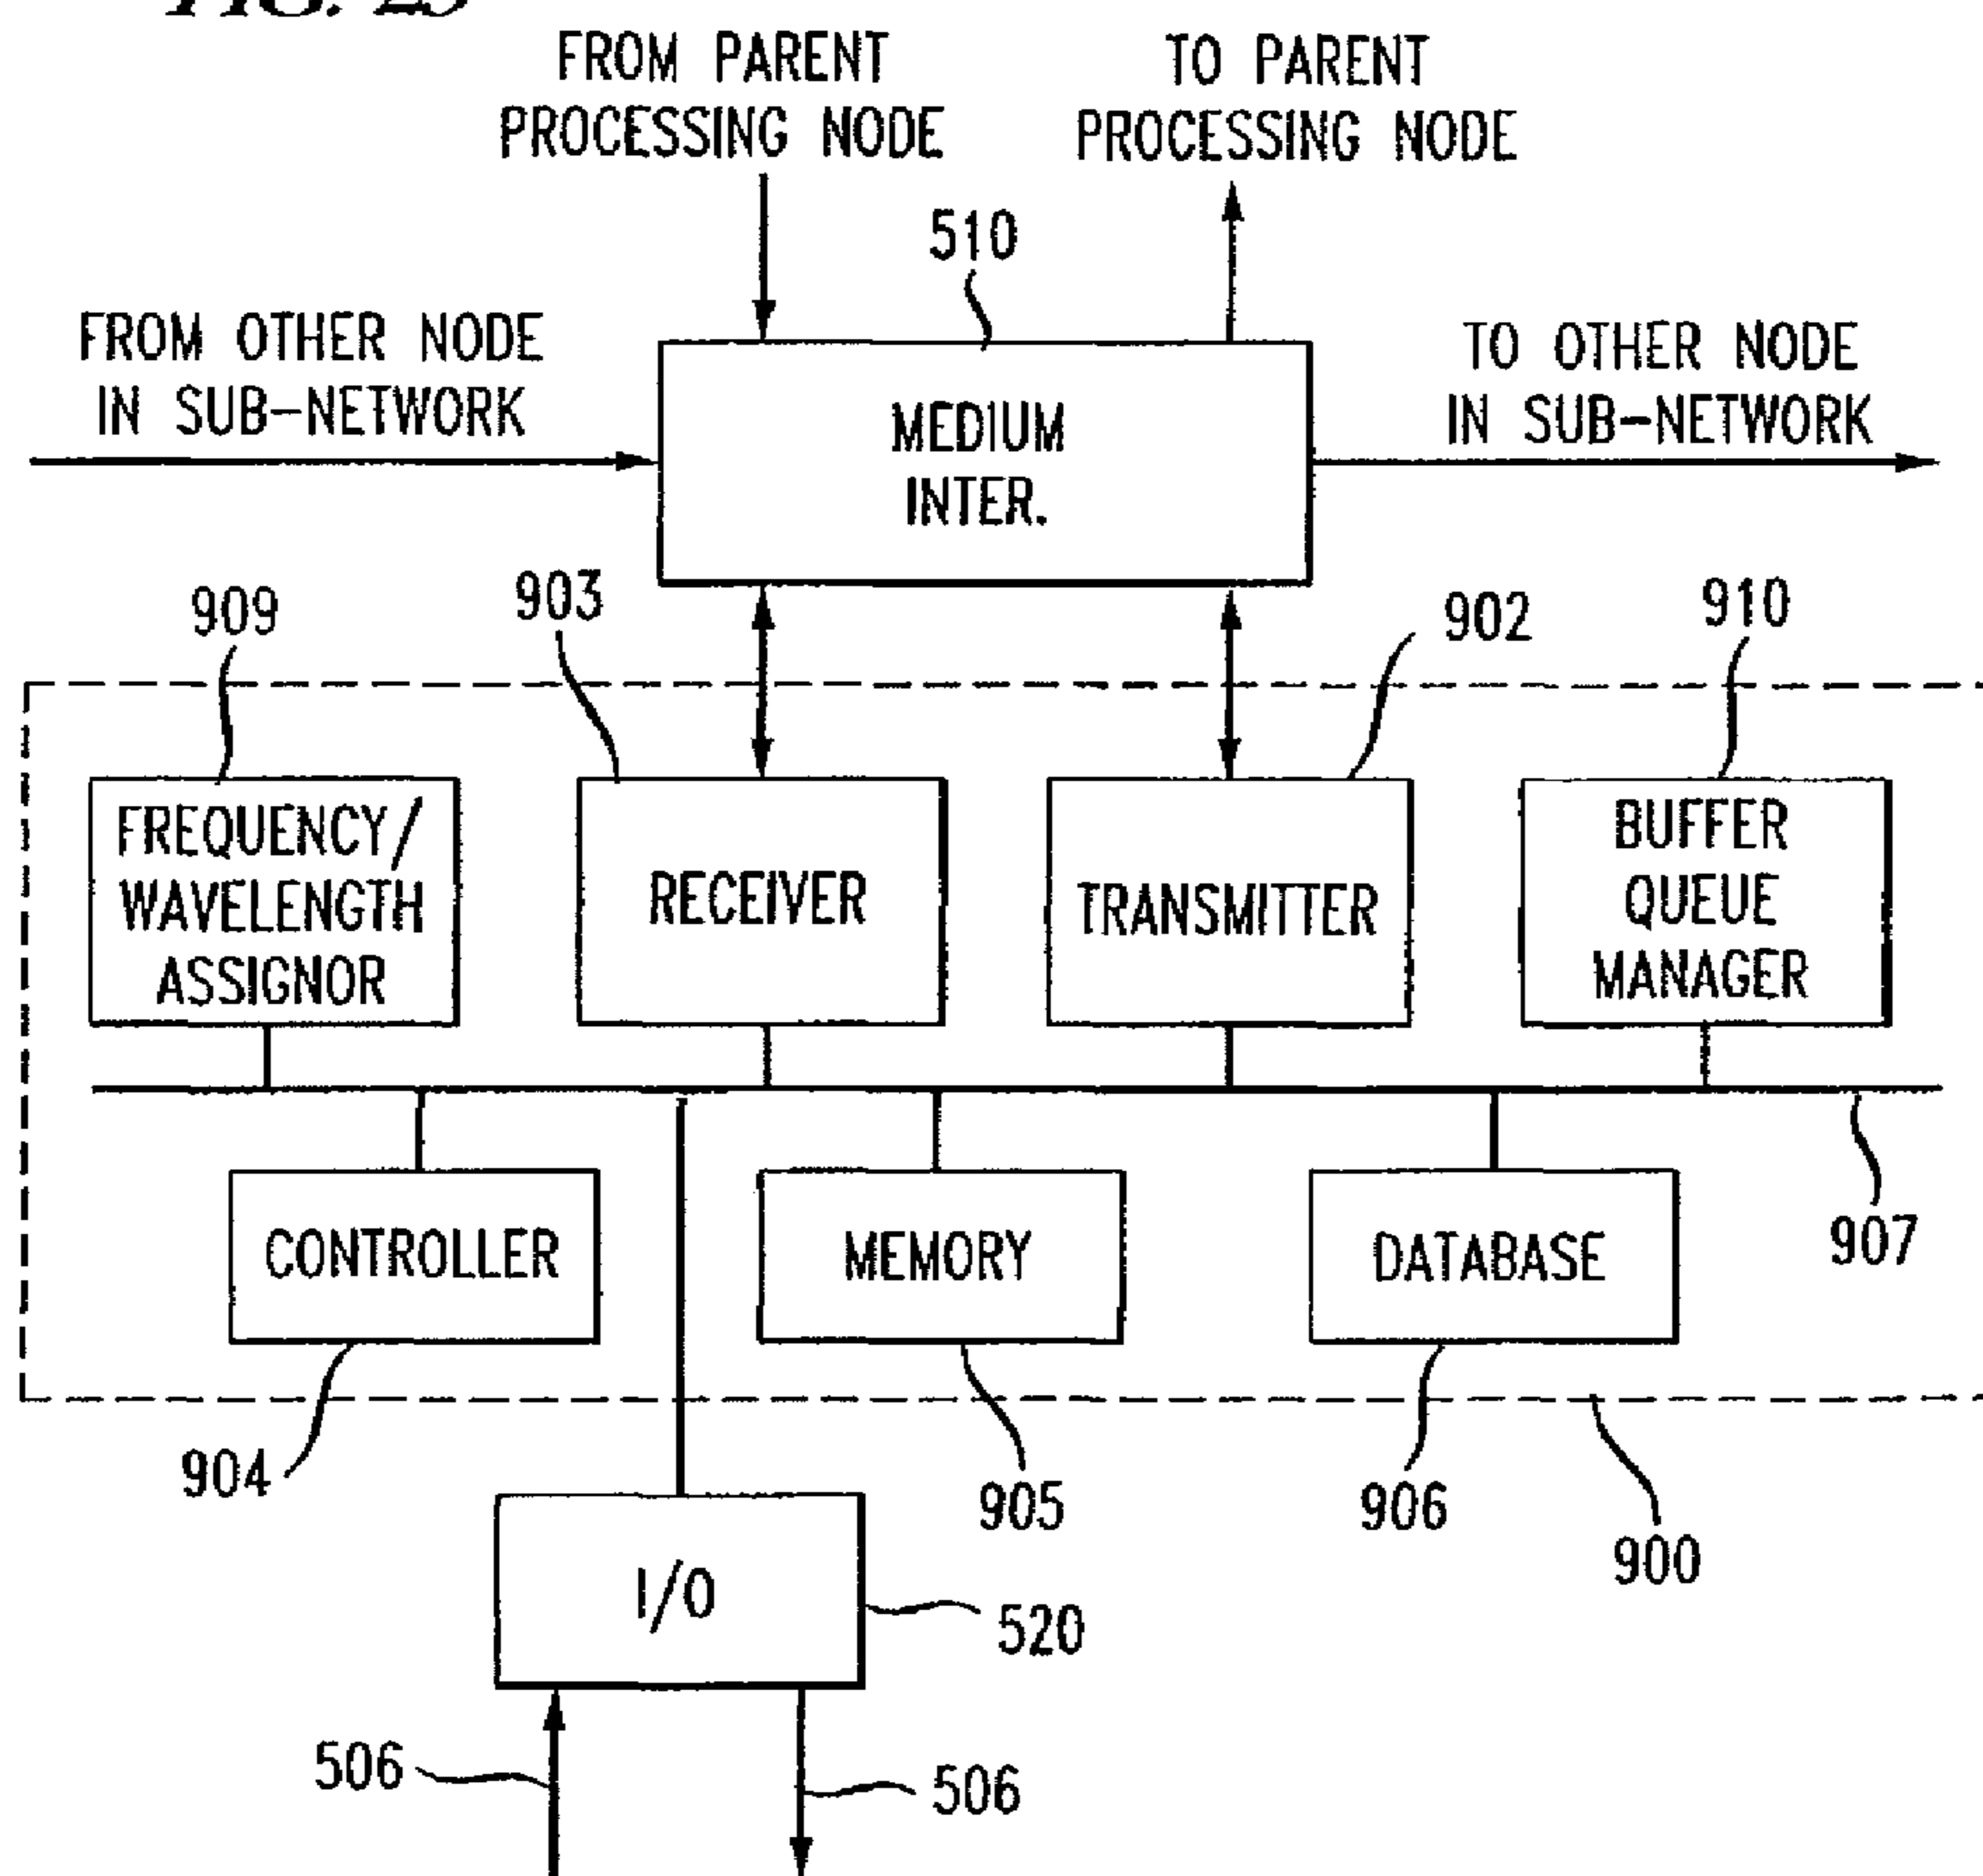 FROM PARENT
PROCESSING NODE
TO PARENT
PROCESSING NODE
510
FROM OTHER NODE
IN SUB-NETWORK
TO OTHER NODE
IN SUB-NETWORK
MEDIUM
INTER.
909
903
902
910
FREQUENCY/
WAVELENGTH
ASSIGNOR
RECEIVER
TRANSMITTER
BUFFER
QUEUE
MANAGER
CONTROLLER
MEMORY
DATABASE
907
904
905
906
900
I/O
520
506
506